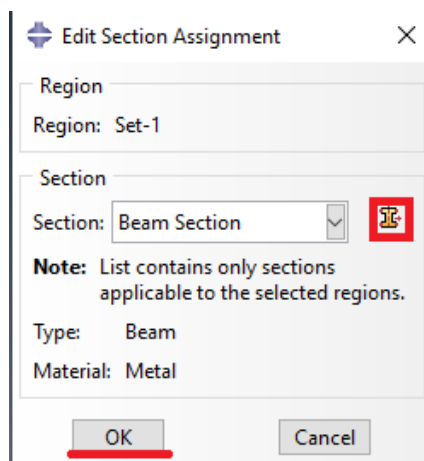 Edit Section Assignment
Region
Region: Set-1
Section
Section: Beam Section
Note: List contains only sections
applicable to the selected regions.
Type: Beam
Material: Metal
OK Cancel